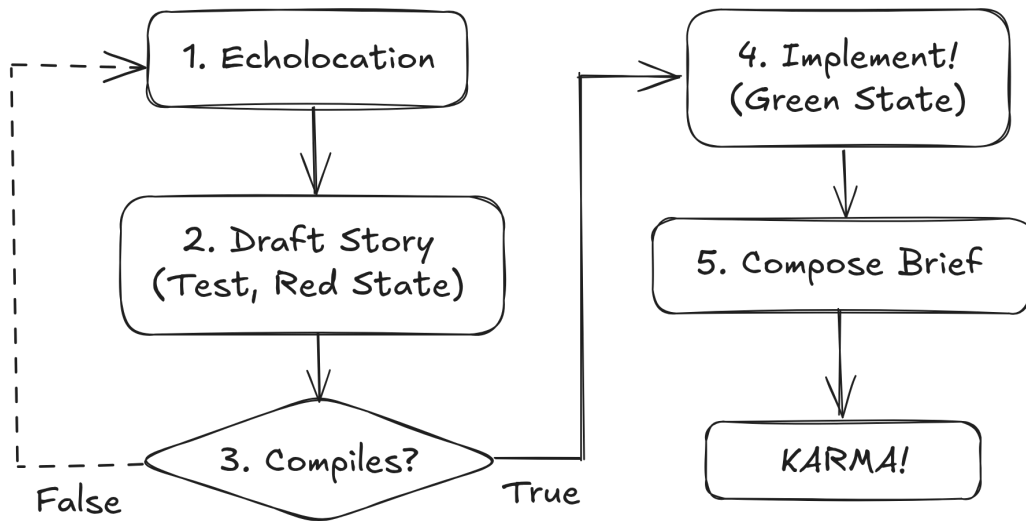 1. Echolocation
2. Draft Story
(Test, Red State)
3. Compiles?
False
True
4. Implement!
(Green State)
5. Compose Brief
KARMA!